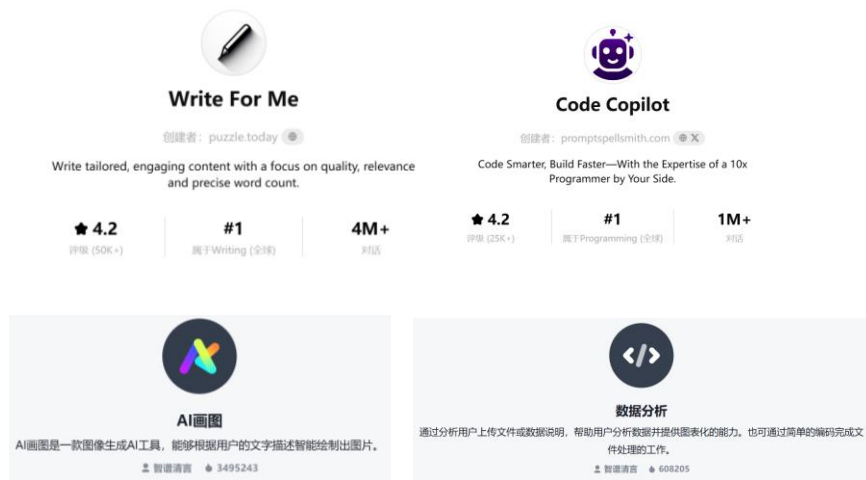 Write For Me
创建者：puzzle.today
Write tailored, engaging content with a focus on quality, relevance
and precise word count.
4.2
#1
4M+
评级 (50K+)
属于Writing (全球)
对话
Code Copilot
创建者：promptspellsmith.com
Code Smarter, Build Faster—With the Expertise of a 10x
Programmer by Your Side.
4.2
#1
1M+
评级 (25K+)
属于Programming (全球)
对话
AI画图
AI画图是一款图像生成AI工具，能够根据用户的文字描述智能绘制出图片。
智谱清言 3495243
数据分析
通过分析用户上传文件或数据说明，帮助用户分析数据并提供图表化的能力。也可通过简单的编码完成文
件处理的工作。
智谱清言 608205